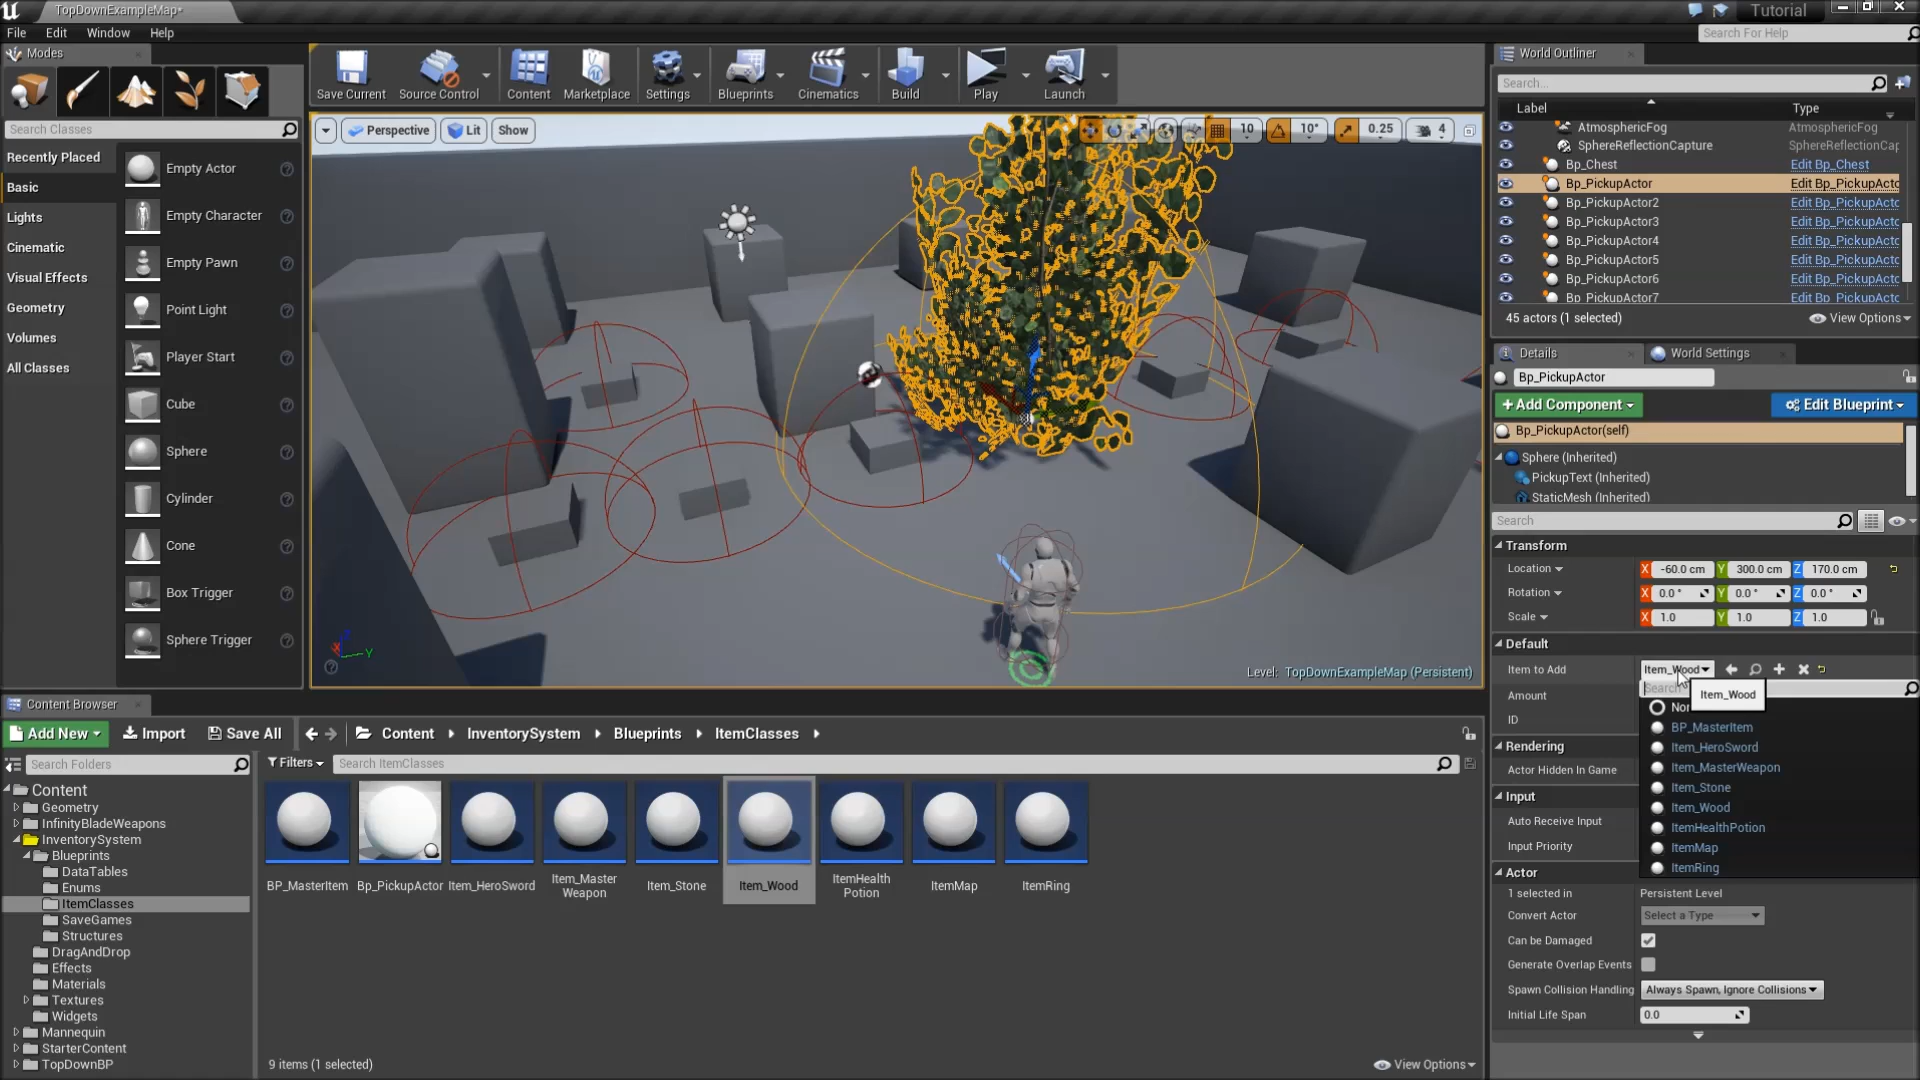 TopDownExampleMap*
Tutorial
File Edit Window Help
Search For Help
Modes
Search Classes
Recently Placed
Basic
Lights
Cinematic
Visual Effects
Geometry
Volumes
All Classes
Empty Actor
Empty Character
Empty Pawn
Point Light
Player Start
Cube
Sphere
Cylinder
Cone
Box Trigger
Sphere Trigger
Save Current
Source Control
Content
Marketplace
Settings
Blueprints
Cinematics
Build
Play
Launch
Perspective
Lit
Show
10
10°
0.25
4
Level: TopDownExampleMap (Persistent)
World Outliner
Search...
Label Type
AtmosphericFog AtmosphericFog
SphereReflectionCapture SphereReflectionCap
Bp_Chest Edit Bp_Chest
Bp_PickupActor Edit Bp_PickupActo
Bp_PickupActor2 Edit Bp_PickupActo
Bp_PickupActor3 Edit Bp_PickupActo
Bp_PickupActor4 Edit Bp_PickupActo
Bp_PickupActor5 Edit Bp_PickupActo
Bp_PickupActor6 Edit Bp_PickupActo
Bp_PickupActor7 Edit Bp_PickupActo
45 actors (1 selected)
View Options
Details
World Settings
Bp_PickupActor
+ Add Component
Edit Blueprint
Bp_PickupActor(self)
Sphere (Inherited)
PickupText (Inherited)
StaticMesh (Inherited)
Search
Transform
Location X -60.0 cm Y 300.0 cm Z 170.0 cm
Rotation X 0.0 ° Y 0.0 ° Z 0.0 °
Scale X 1.0 Y 1.0 Z 1.0
Default
Item to Add Item_Wood
Search
Item_Wood
Amount
Non
ID
BP_MasterItem
Item_HeroSword
Item_MasterWeapon
Item_Stone
Item_Wood
ItemHealthPotion
ItemMap
ItemRing
Rendering
Actor Hidden In Game
Input
Auto Receive Input
Input Priority
Actor
1 selected in Persistent Level
Convert Actor Select a Type
Can be Damaged
Generate Overlap Events
Spawn Collision Handling Always Spawn, Ignore Collisions
Initial Life Span 0.0
Content Browser
Add New
Import
Save All
Content InventorySystem Blueprints ItemClasses
Search Folders
Filters
Search ItemClasses
Content
Geometry
InfinityBladeWeapons
InventorySystem
Blueprints
DataTables
Enums
ItemClasses
SaveGames
Structures
DragAndDrop
Effects
Materials
Textures
Widgets
Mannequin
StarterContent
TopDownBP
BP_MasterItem
Bp_PickupActor
Item_HeroSword
Item_Master
Weapon
Item_Stone
Item_Wood
ItemHealth
Potion
ItemMap
ItemRing
9 items (1 selected)
View Options